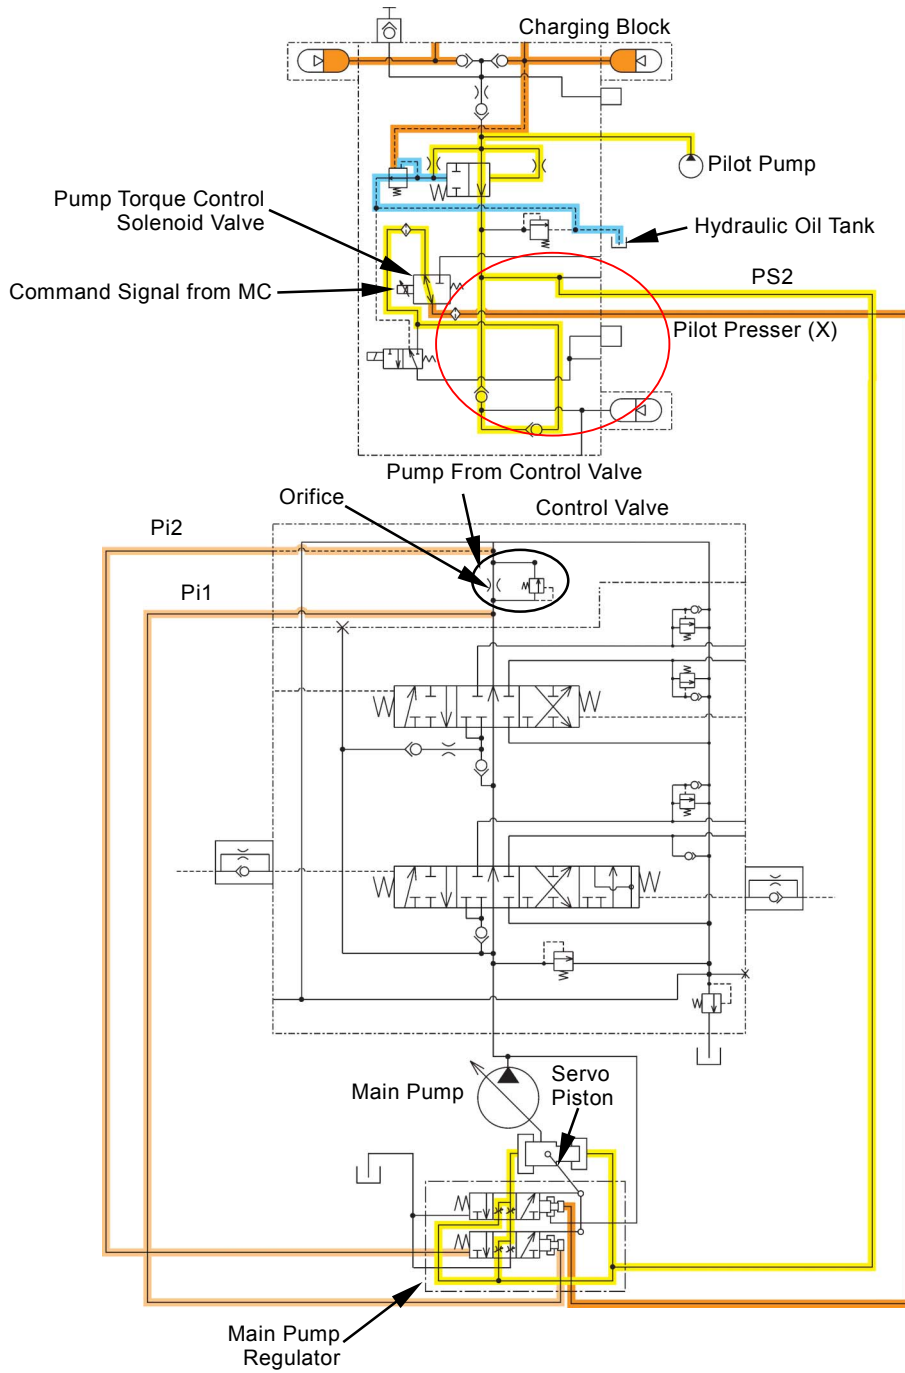 Charging Block
Pilot Pump
Pump Torque Control
Solenoid Valve
Hydraulic Oil Tank
Command Signal from MC
PS2
Pilot Presser (X)
Pump From Control Valve
Orifice
Control Valve
Pi2
Pi1
Main Pump
Servo
Piston
Main Pump
Regulator